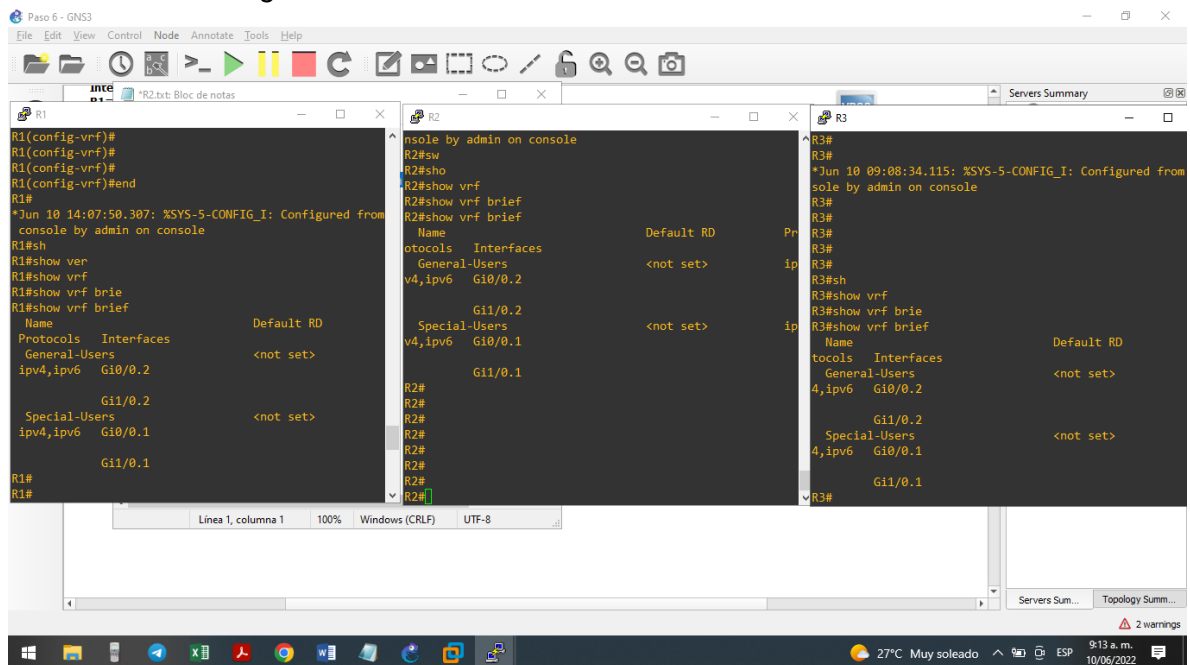 Paso 6 - GNS3
File Edit View Control Node Annotate Tools Help
*R2.txt: Bloc de notas
Servers Summary
R1
R1(config-vrf)#
R1(config-vrf)#
R1(config-vrf)#
R1(config-vrf)#end
R1#
*Jun 10 14:07:50.307: %SYS-5-CONFIG_I: Configured from
console by admin on console
R1#sh
R1#show ver
R1#show vrf
R1#show vrf brie
R1#show vrf brief
Name Default RD
Protocols Interfaces
General-Users <not set>
ipv4,ipv6 Gi0/0.2
Gi1/0.2
Special-Users <not set>
ipv4,ipv6 Gi0/0.1
Gi1/0.1
R1#
R1#
R2
nsole by admin on console
R2#sw
R2#sho
R2#show vrf
R2#show vrf brief
R2#show vrf brief
Name Default RD Pr
otocols Interfaces
General-Users <not set> ip
v4,ipv6 Gi0/0.2
Gi1/0.2
Special-Users <not set> ip
v4,ipv6 Gi0/0.1
Gi1/0.1
R2#
R2#
R2#
R2#
R2#
R2#
R2#
R3
R3#
R3#
*Jun 10 09:08:34.115: %SYS-5-CONFIG_I: Configured from
sole by admin on console
R3#
R3#
R3#
R3#
R3#
R3#sh
R3#show vrf
R3#show vrf brie
R3#show vrf brief
Name Default RD
tocols Interfaces
General-Users <not set>
4,ipv6 Gi0/0.2
Gi1/0.2
Special-Users <not set>
4,ipv6 Gi0/0.1
Gi1/0.1
R3#
Línea 1, columna 1 100% Windows (CRLF) UTF-8
Servers Sum... Topology Summ...
2 warnings
27°C Muy soleado ESP 9:13 a. m.
10/06/2022